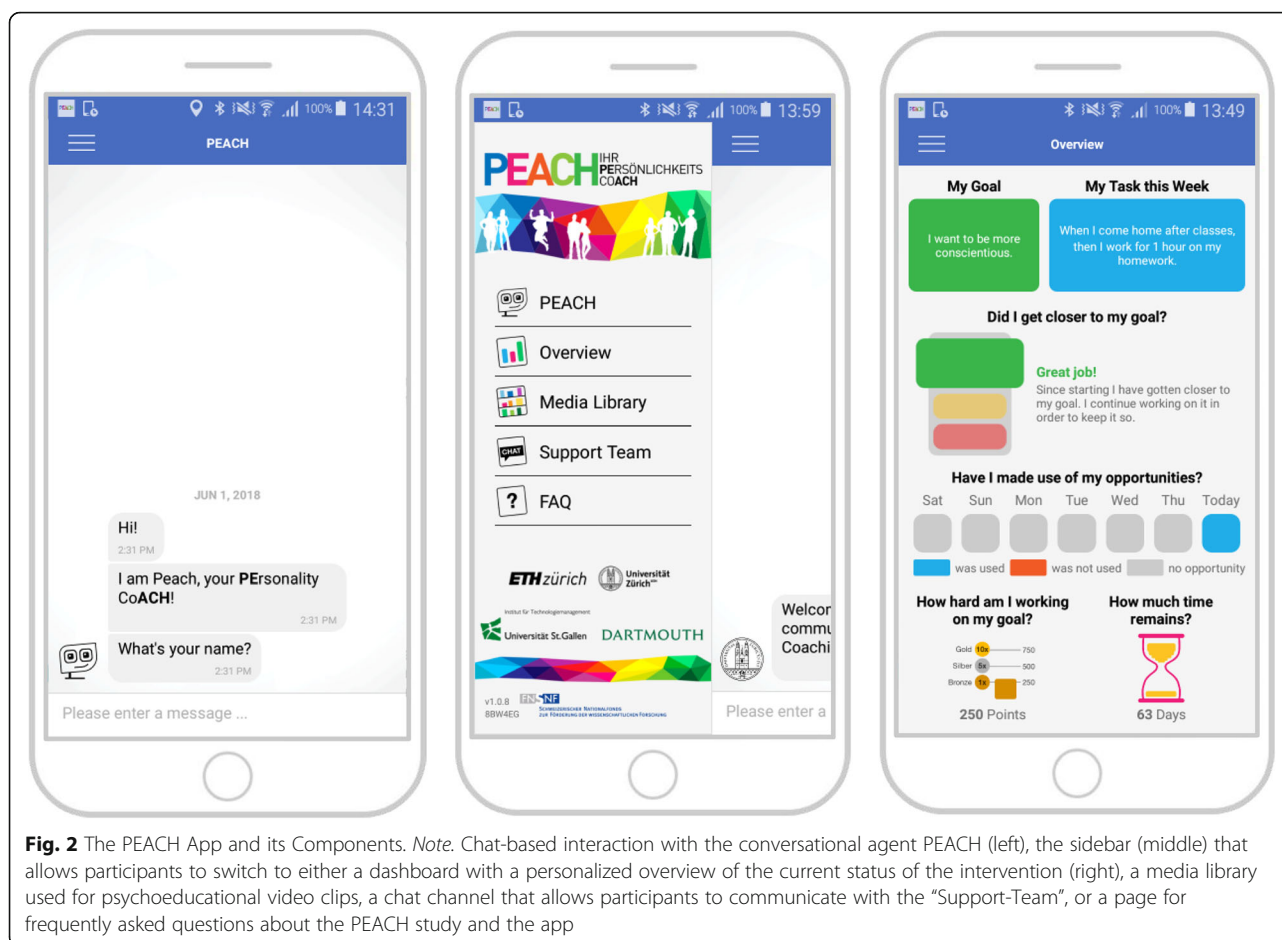 14:31
100%
PEACH
JUN 1, 2018
Hi!
2:31 PM
I am Peach, your PErsonality
CoACH!
2:31 PM
What's your name?
2:31 PM
Please enter a message ...
100%
13:59
PEACH
IHR
PERSÖNLICHKEITS
COACH
PEACH
Overview
Media Library
CHAT
Support Team
?
FAQ
ETH zürich
Universität
Zürich
Institut für Technologiemanagement
Universität St.Gallen
DARTMOUTH
v1.0.8
8BW4EG
FNSNF
SCHWEIZERISCHER NATIONALFONDS
ZUR FÖRDERUNG DER WISSENSCHAFTLICHEN FORSCHUNG
Welcor
commu
Coachi
Please enter a
100%
13:49
Overview
My Goal
My Task this Week
I want to be more
conscientious.
When I come home after classes,
then I work for 1 hour on my
homework.
Did I get closer to my goal?
Great job!
Since starting I have gotten closer to
my goal. I continue working on it in
order to keep it so.
Have I made use of my opportunities?
Sat Sun Mon Tue Wed Thu Today
was used was not used no opportunity
How hard am I working
on my goal?
Gold 10x 750
Silber 5x 500
Bronze 1x 250
250 Points
How much time
remains?
63 Days
Fig. 2 The PEACH App and its Components. Note. Chat-based interaction with the conversational agent PEACH (left), the sidebar (middle) that
allows participants to switch to either a dashboard with a personalized overview of the current status of the intervention (right), a media library
used for psychoeducational video clips, a chat channel that allows participants to communicate with the “Support-Team”, or a page for
frequently asked questions about the PEACH study and the app